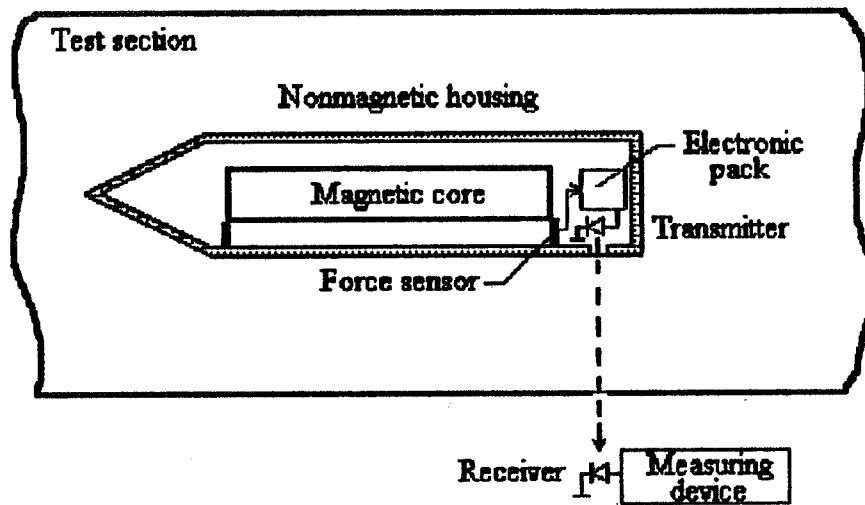 Test section
Nonmagnetic housing
Electronic
pack
Magnetic core
Transmitter
Force sensor
Receiver
Measuring
device